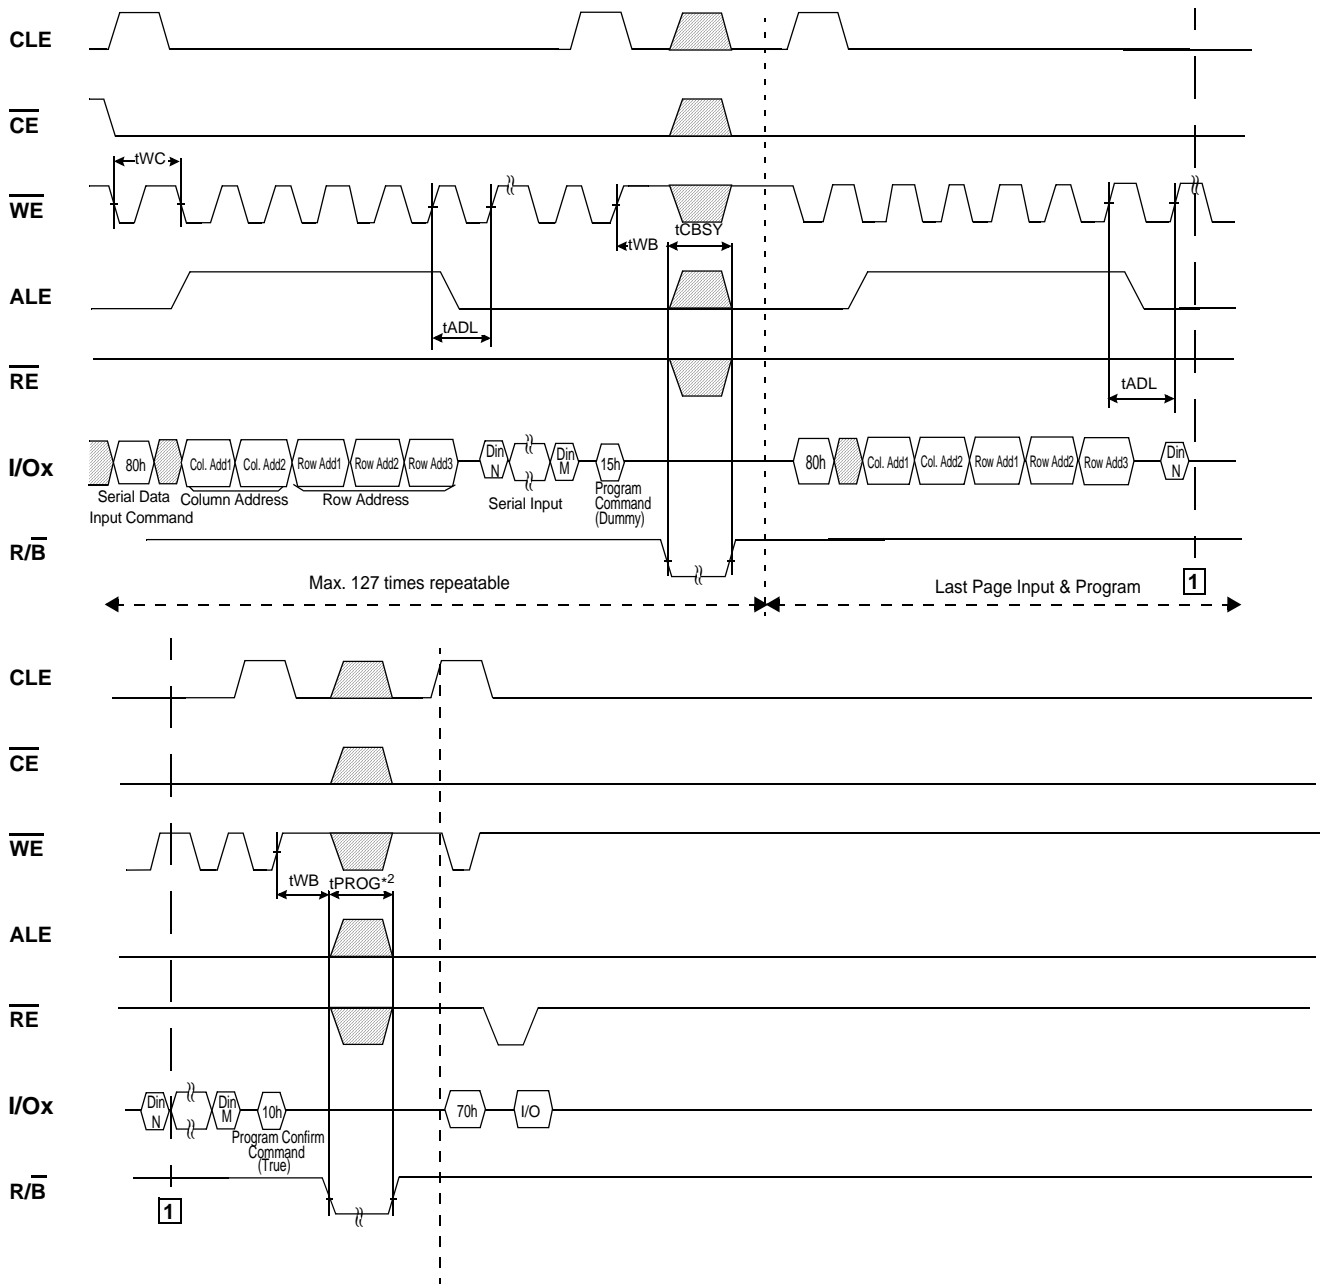 CLE
CE
tWC
WE
tWB
tCBSY
ALE
tADL
RE
tADL
I/Ox
80h
Col. Add1
Col. Add2
Row Add1
Row Add2
Row Add3
Din
N
Din
M
15h
80h
Col. Add1
Col. Add2
Row Add1
Row Add2
Row Add3
Din
N
Serial Data
Input Command
Column Address
Row Address
Serial Input
Program
Command
(Dummy)
R/B
Max. 127 times repeatable
Last Page Input & Program
1
CLE
CE
WE
tWB
tPROG*2
ALE
RE
I/Ox
Din
N
Din
M
10h
70h
I/O
Program Confirm
Command
(True)
R/B
1